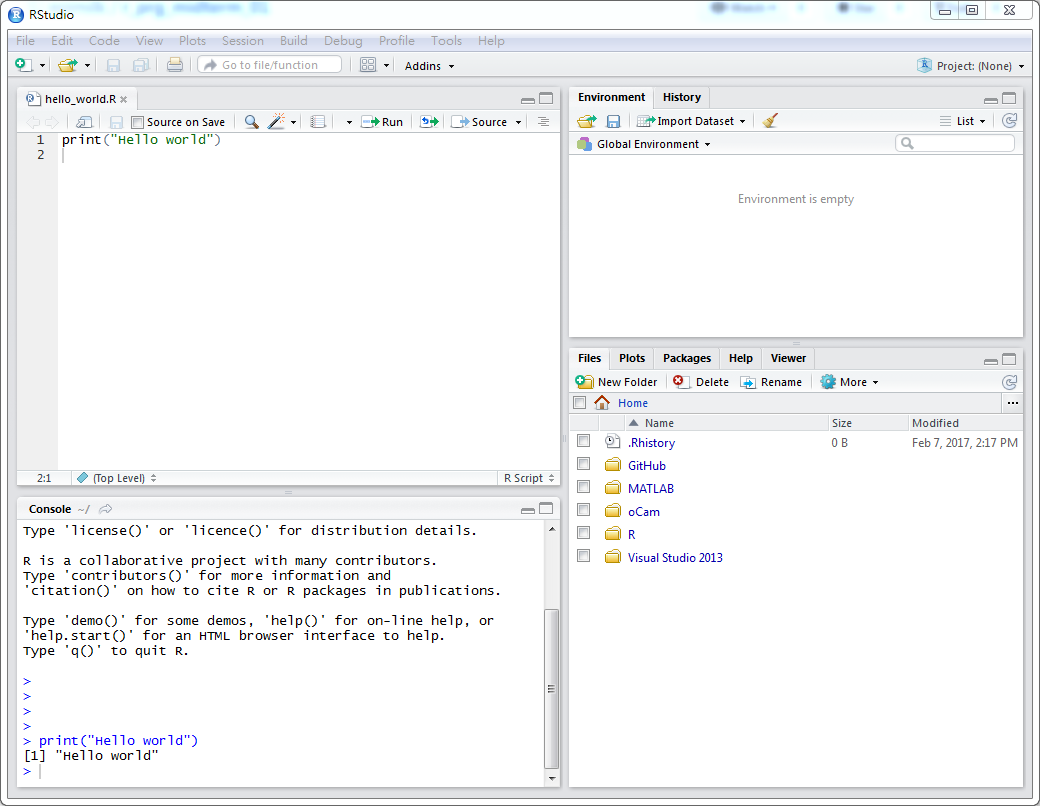 RStudio
File Edit Code View Plots Session Build Debug Profile Tools Help
Go to file/function Addins Project: (None)
hello_world.R
Source on Save Run Source
1 print("Hello world")
2
2:1 (Top Level) R Script
Console ~/
Type 'license()' or 'licence()' for distribution details.
R is a collaborative project with many contributors.
Type 'contributors()' for more information and
'citation()' on how to cite R or R packages in publications.
Type 'demo()' for some demos, 'help()' for on-line help, or
'help.start()' for an HTML browser interface to help.
Type 'q()' to quit R.
>
>
>
>
> print("Hello world")
[1] "Hello world"
>
Environment History
Import Dataset List
Global Environment
Environment is empty
Files Plots Packages Help Viewer
New Folder Delete Rename More
Home ...
Name Size Modified
.Rhistory 0 B Feb 7, 2017, 2:17 PM
GitHub
MATLAB
oCam
R
Visual Studio 2013